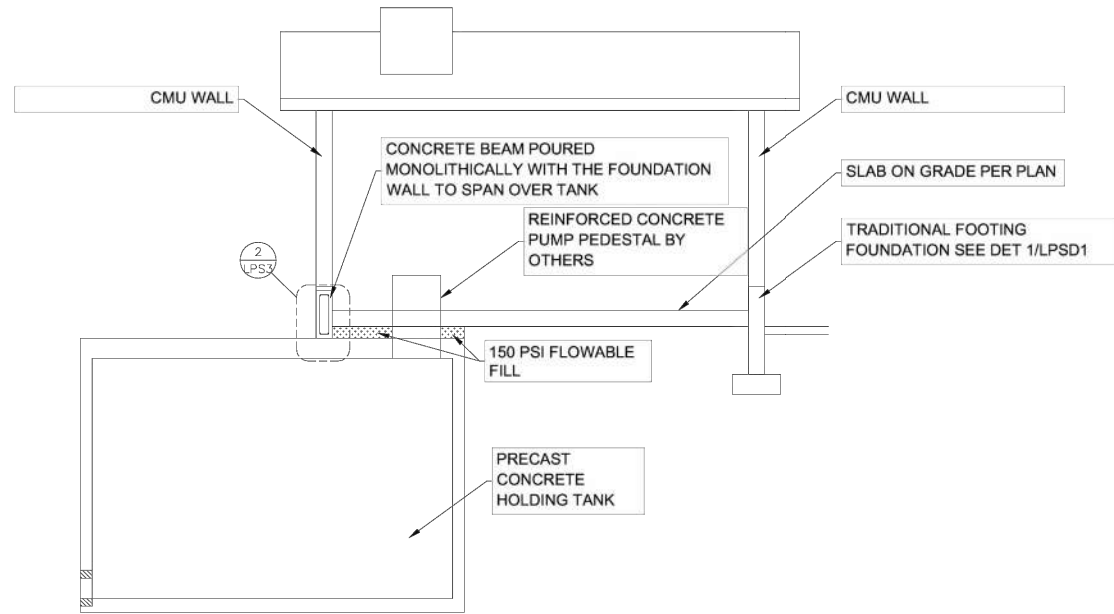 CMU WALL
CMU WALL
CONCRETE BEAM POURED
MONOLITHICALLY WITH THE FOUNDATION
WALL TO SPAN OVER TANK
SLAB ON GRADE PER PLAN
REINFORCED CONCRETE
PUMP PEDESTAL BY
OTHERS
TRADITIONAL FOOTING
FOUNDATION SEE DET 1/LPSD1
2
LPS3
150 PSI FLOWABLE
FILL
PRECAST
CONCRETE
HOLDING TANK